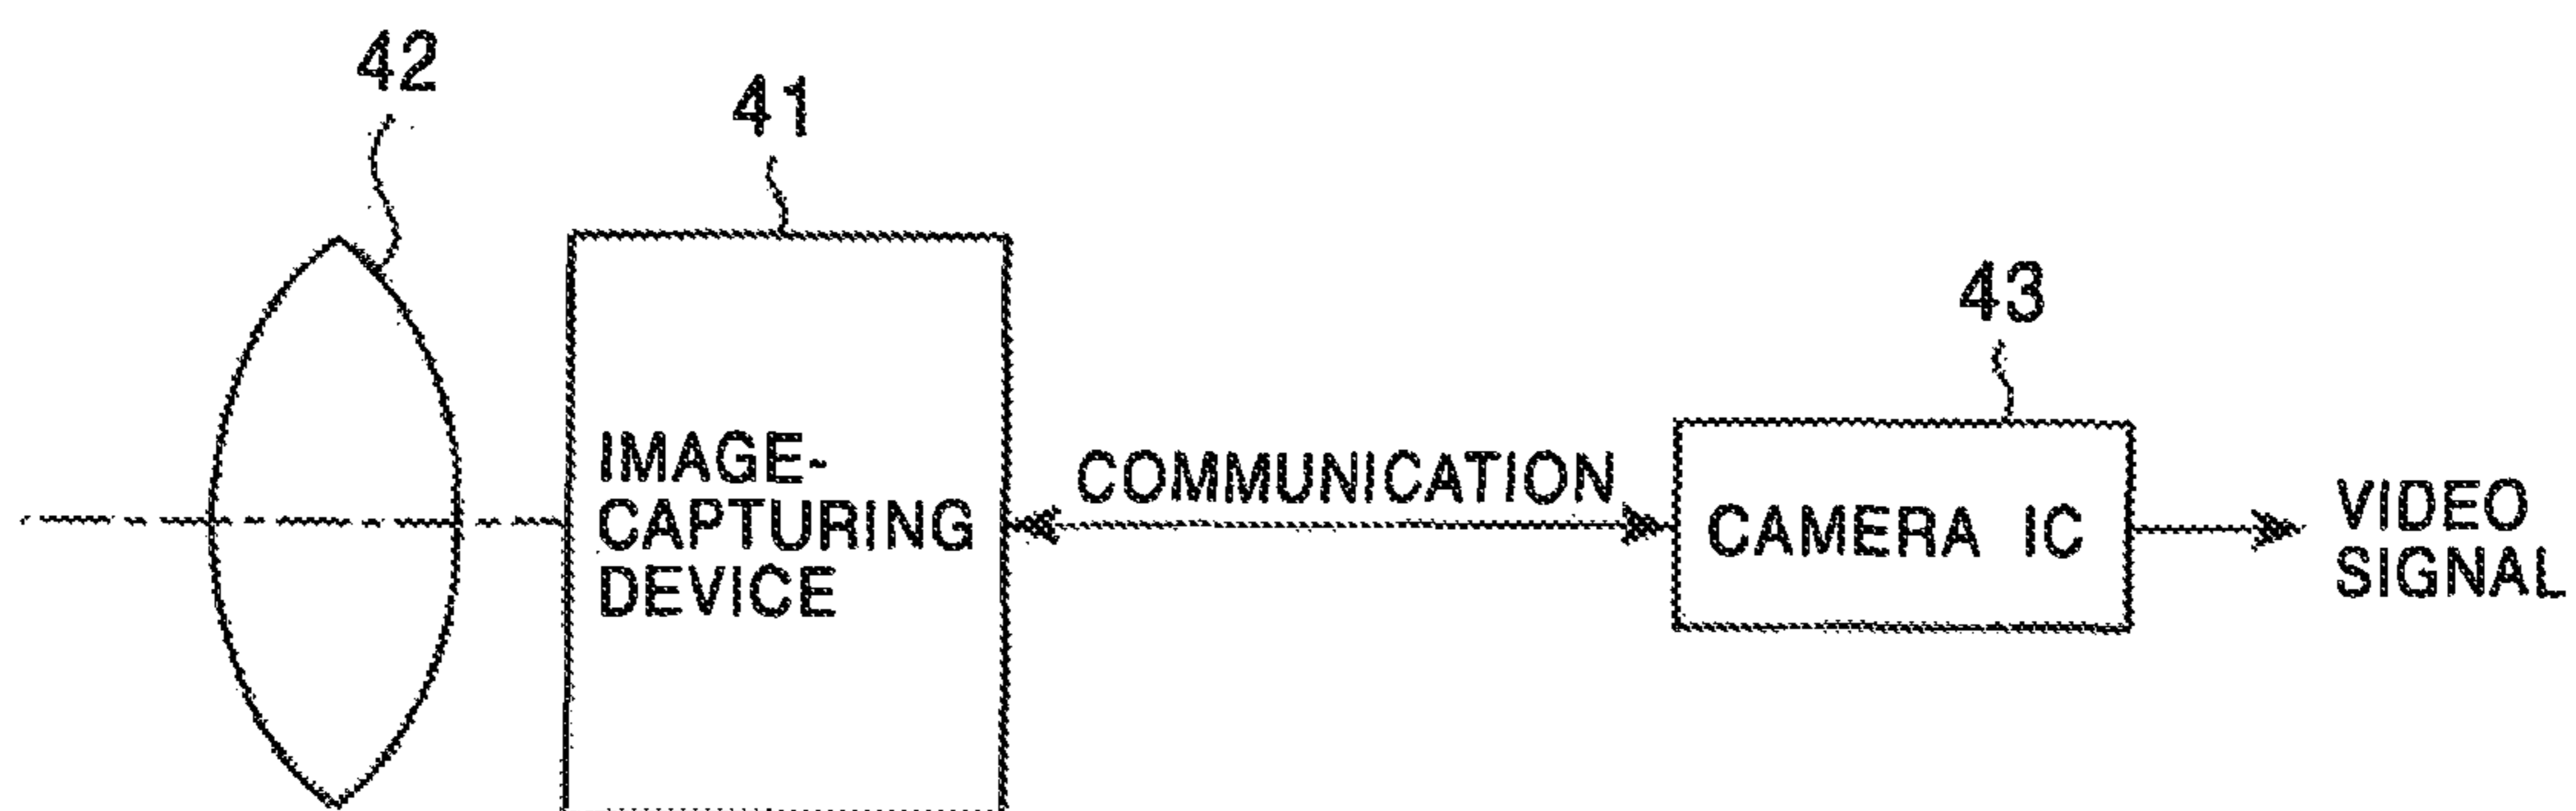 42
41
43
IMAGE-
CAPTURING
DEVICE
COMMUNICATION
CAMERA IC
VIDEO
SIGNAL